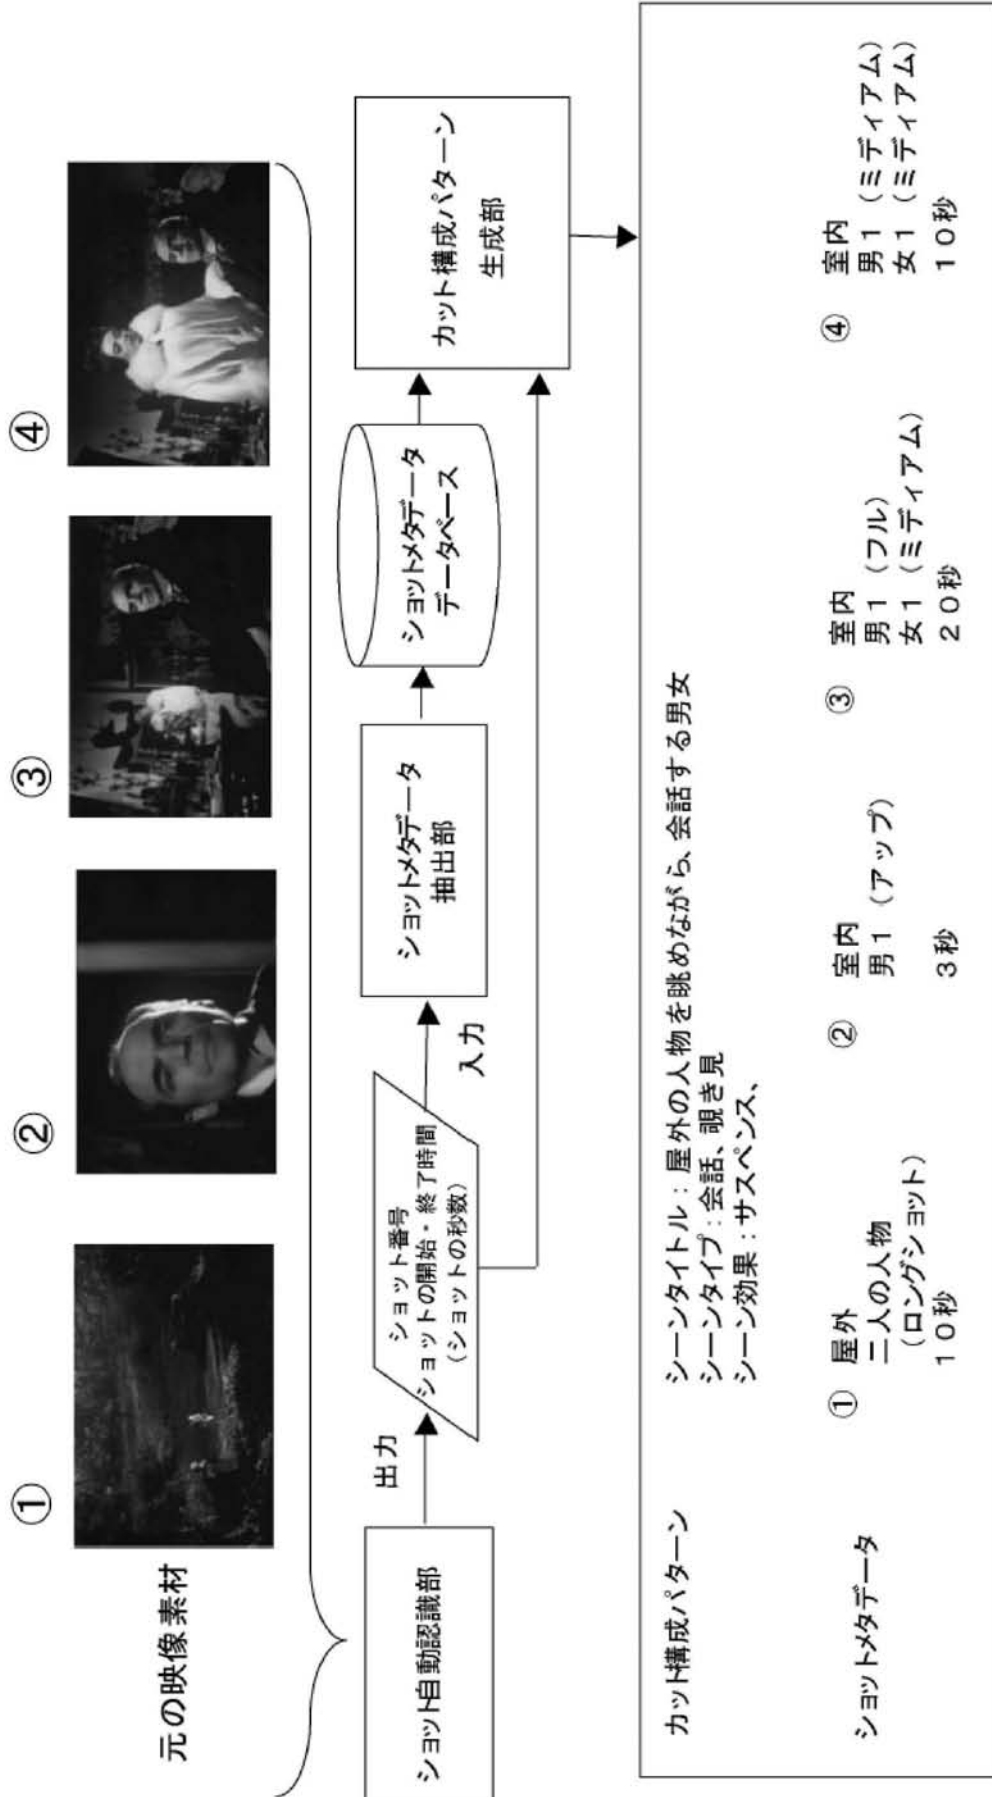 ① ② ③ ④
元の映像素材
ショット自動認識部
出力
ショット番号
ショットの開始・終了時間
(ショットの秒数)
入力
ショットメタデータ
抽出部
ショットメタデータ
データベース
カット構成パターン
生成部
カット構成パターン
シーンタイトル:屋外の人物を眺めながら、会話する男女
シーンタイプ:会話、覗き見
シーン効果:サスペンス、
ショットメタデータ
① 屋外
二人の人物
(ロングショット)
10秒
② 室内
男1(アップ)
3秒
③ 室内
男1(フル)
女1(ミディアム)
20秒
④ 室内
男1(ミディアム)
女1(ミディアム)
10秒